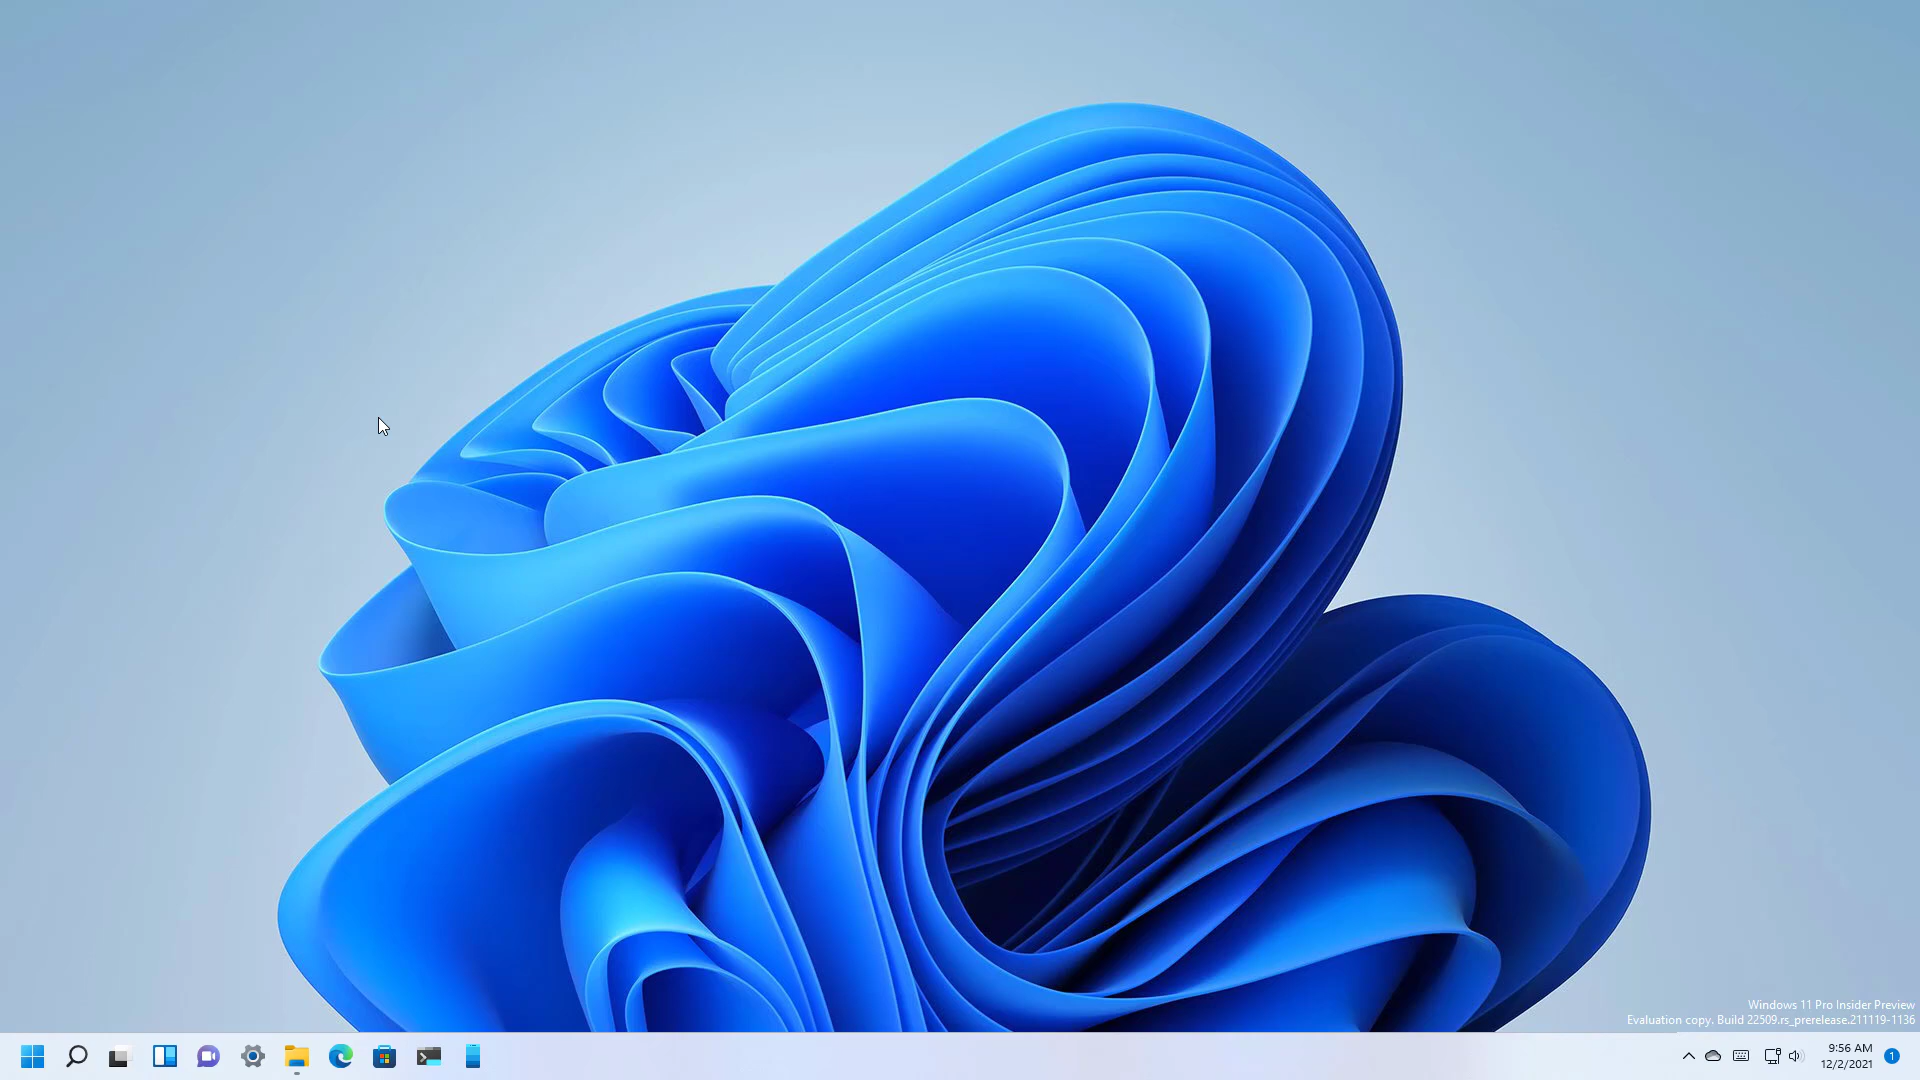 Windows 11 Pro Insider Preview
Evaluation copy. Build 22509.rs_prerelease.211119-1136
9:56 AM
12/2/2021
1